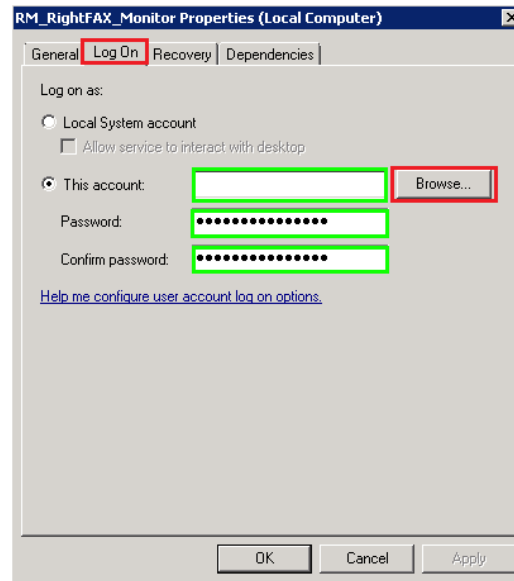 RM_RightFAX_Monitor Properties (Local Computer)
General Log On Recovery Dependencies
Log on as:
Local System account
Allow service to interact with desktop
This account: Browse...
Password: •••••••••••••••
Confirm password: •••••••••••••••
Help me configure user account log on options.
OK Cancel Apply